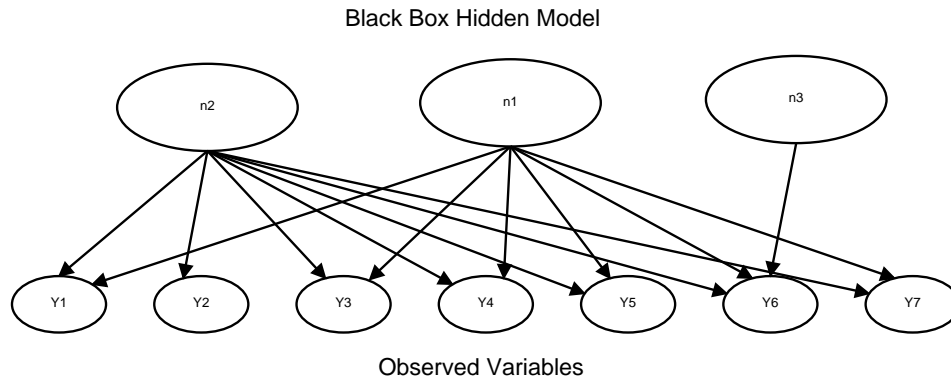 Black Box Hidden Model
n2
n1
n3
Y1
Y2
Y3
Y4
Y5
Y6
Y7
Observed Variables